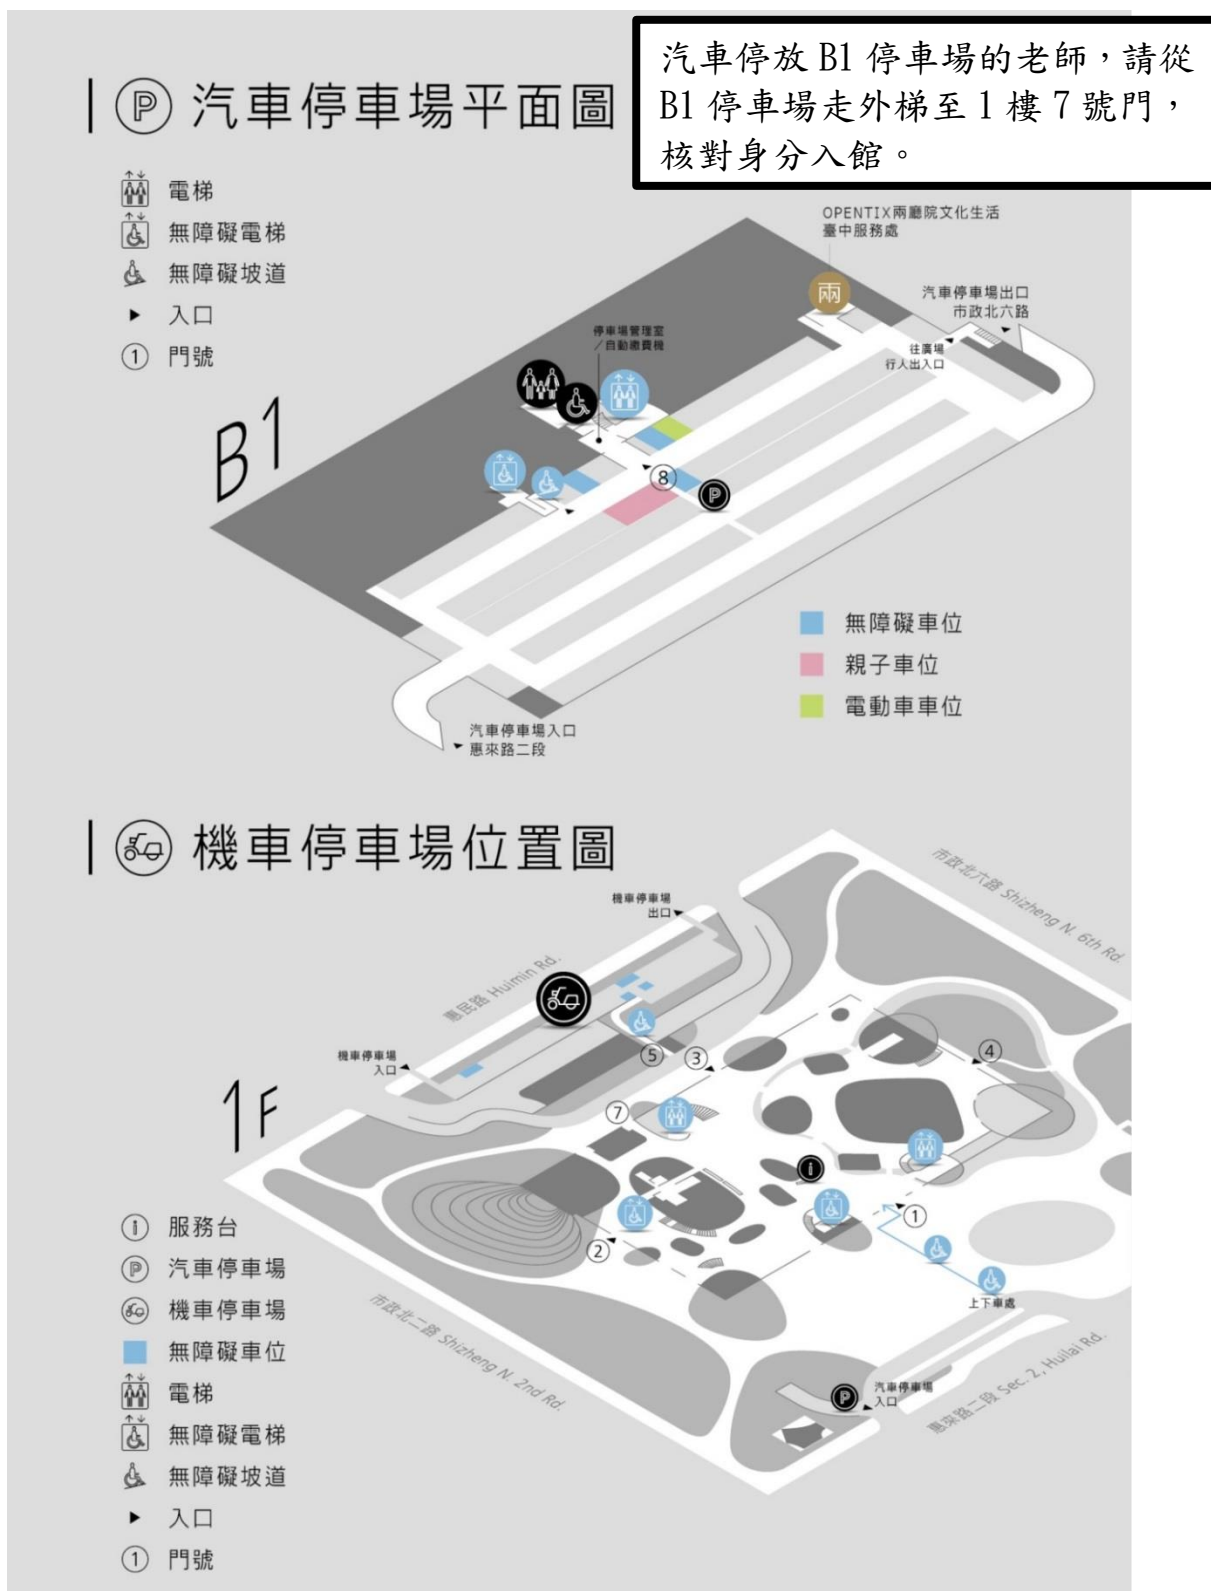 汽車停放 B1 停車場的老師，請從
B1 停車場走外梯至 1 樓 7 號門，
核對身分入館。
P 汽車停車場平面圖
電梯
無障礙電梯
無障礙坡道
入口
1 門號
B1
OPENTIX兩廳院文化生活
臺中服務處
兩
汽車停車場出口
市政北六路
停車場管理室
／自動繳費機
往廣場
行人出入口
8
P
無障礙車位
親子車位
電動車車位
汽車停車場入口
惠來路二段
機車停車場位置圖
市政北六路 Shizheng N. 6th Rd.
機車停車場
出口
惠民路 Huimin Rd.
機車停車場
入口
5
3
4
7
1F
i
1
2
上下車處
市政北二路 Shizheng N. 2nd Rd.
P
汽車停車場
入口
惠來路二段 Sec. 2, Huilai Rd.
i 服務台
P 汽車停車場
機車停車場
無障礙車位
電梯
無障礙電梯
無障礙坡道
入口
1 門號